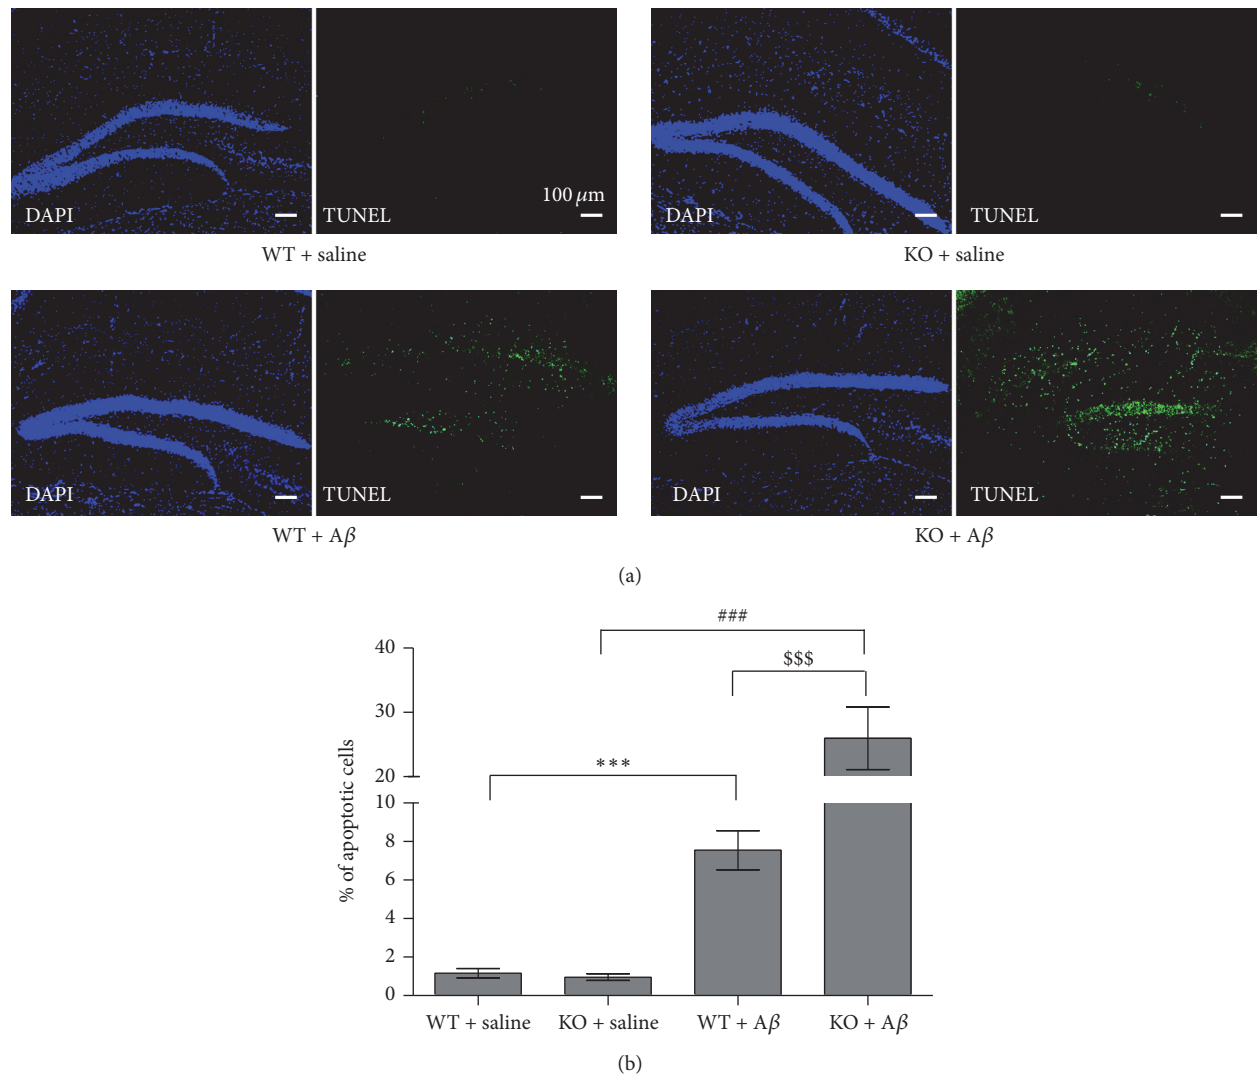 DAPI TUNEL 100 μm
WT + saline
DAPI TUNEL
KO + saline
DAPI TUNEL
WT + Aβ
DAPI TUNEL
KO + Aβ
(a)
% of apoptotic cells
40
30
20
10
8
6
4
2
0
###
$$$
***
WT + saline KO + saline WT + Aβ KO + Aβ
(b)